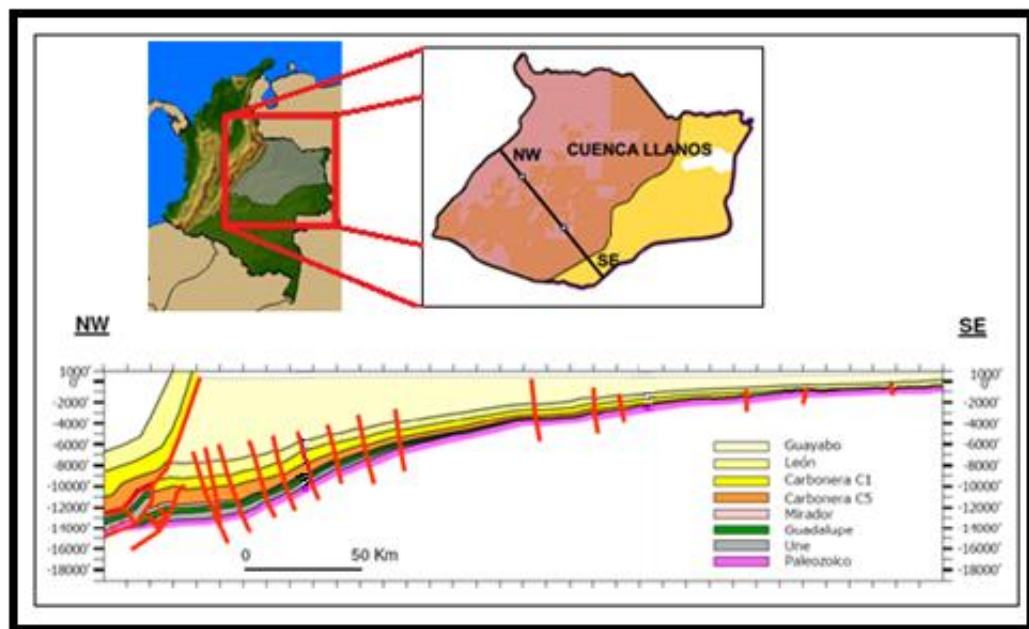 CUENCA LLANOS
NW
SE
NW
SE
1000'
0'
-2000'
-4000'
-6000'
-8000'
-10000'
-12000'
-14000'
-16000'
-18000'
1000'
0
-2000'
-4000'
-6000'
-8000'
-10000'
-12000'
-14000'
-16000'
-18000'
Guayabo
León
Carbonera C1
Carbonera C5
Mirador
Guadalupe
Une
Paleozoico
0 50 Km